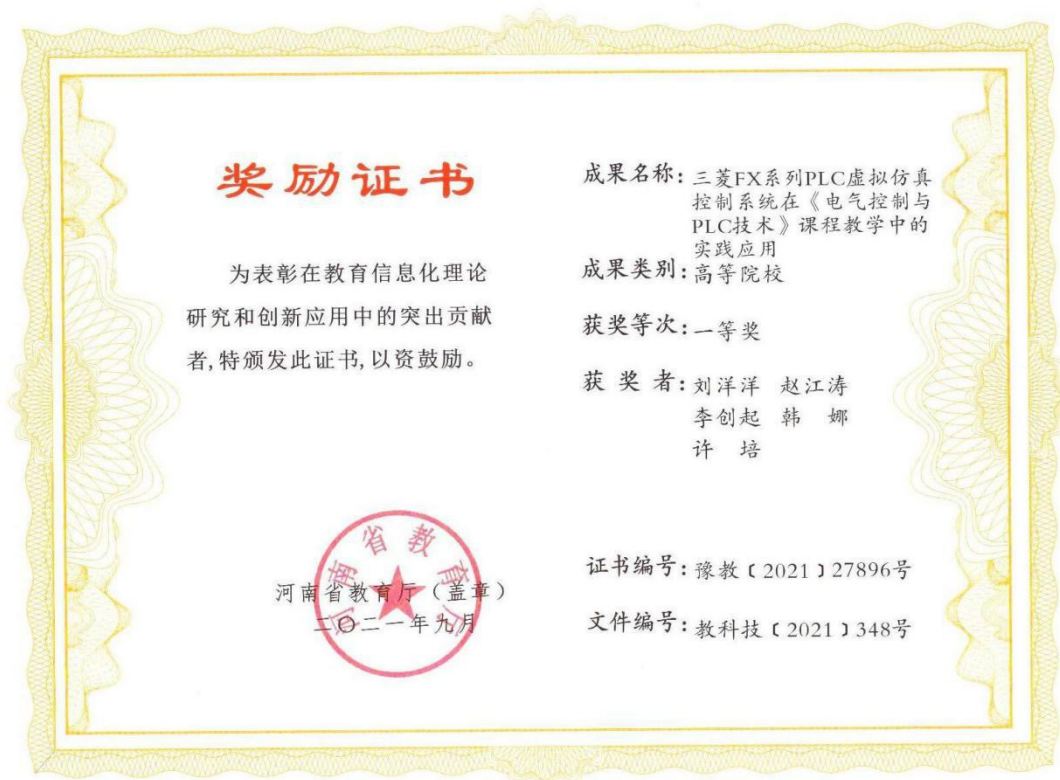 奖励证书
为表彰在教育信息化理论
研究和创新应用中的突出贡献
者,特颁发此证书,以资鼓励。
河南省教育厅
河南省教育厅（盖章）
二〇二一年九月
成果名称:三菱FX系列PLC虚拟仿真
控制系统在《电气控制与
PLC技术》课程教学中的
实践应用
成果类别:高等院校
获奖等次:一等奖
获 奖 者:刘洋洋 赵江涛
李创起 韩 娜
许 培
证书编号:豫教〔2021〕27896号
文件编号:教科技〔2021〕348号